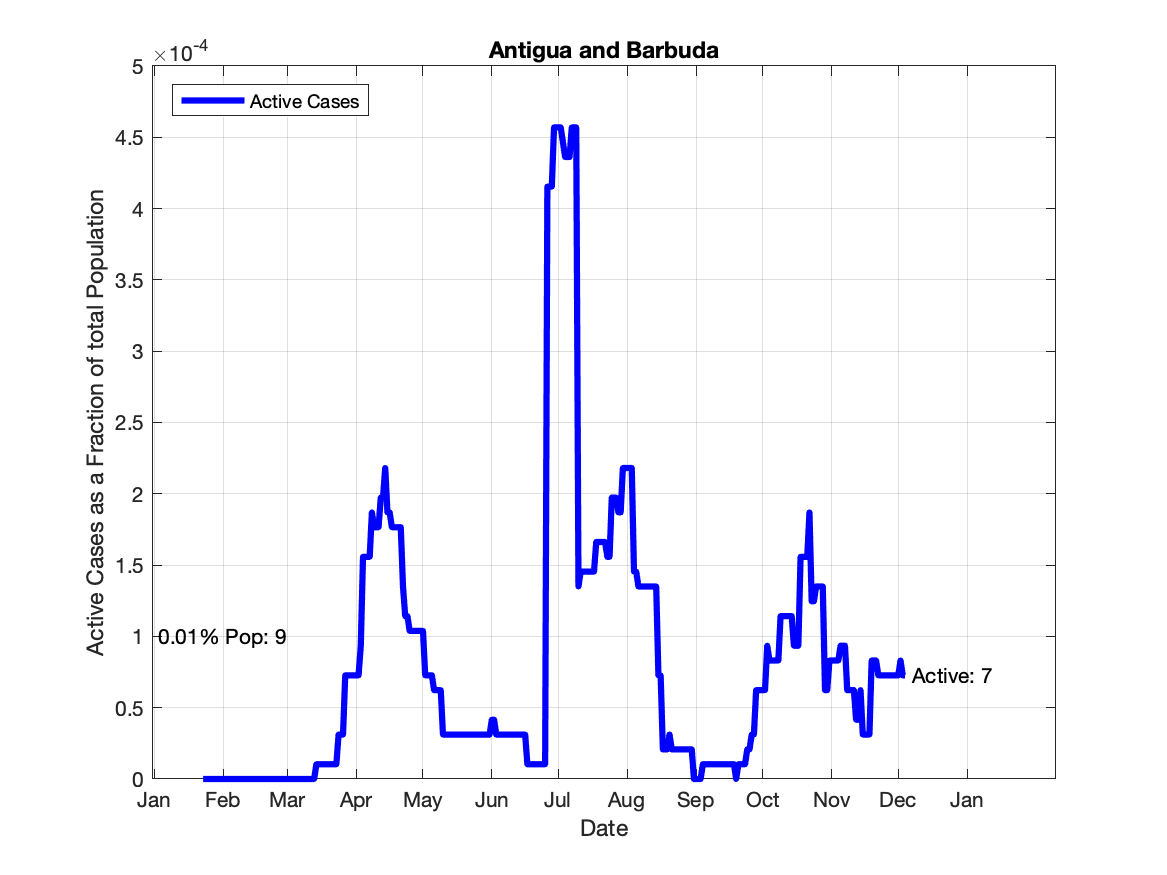 Antigua and Barbuda
×10-4
Active Cases
5
4.5
4
3.5
3
2.5
2
1.5
1
0.5
0
Active Cases as a Fraction of total Population
0.01% Pop: 9
Active: 7
Jan Feb Mar Apr May Jun Jul Aug Sep Oct Nov Dec Jan
Date